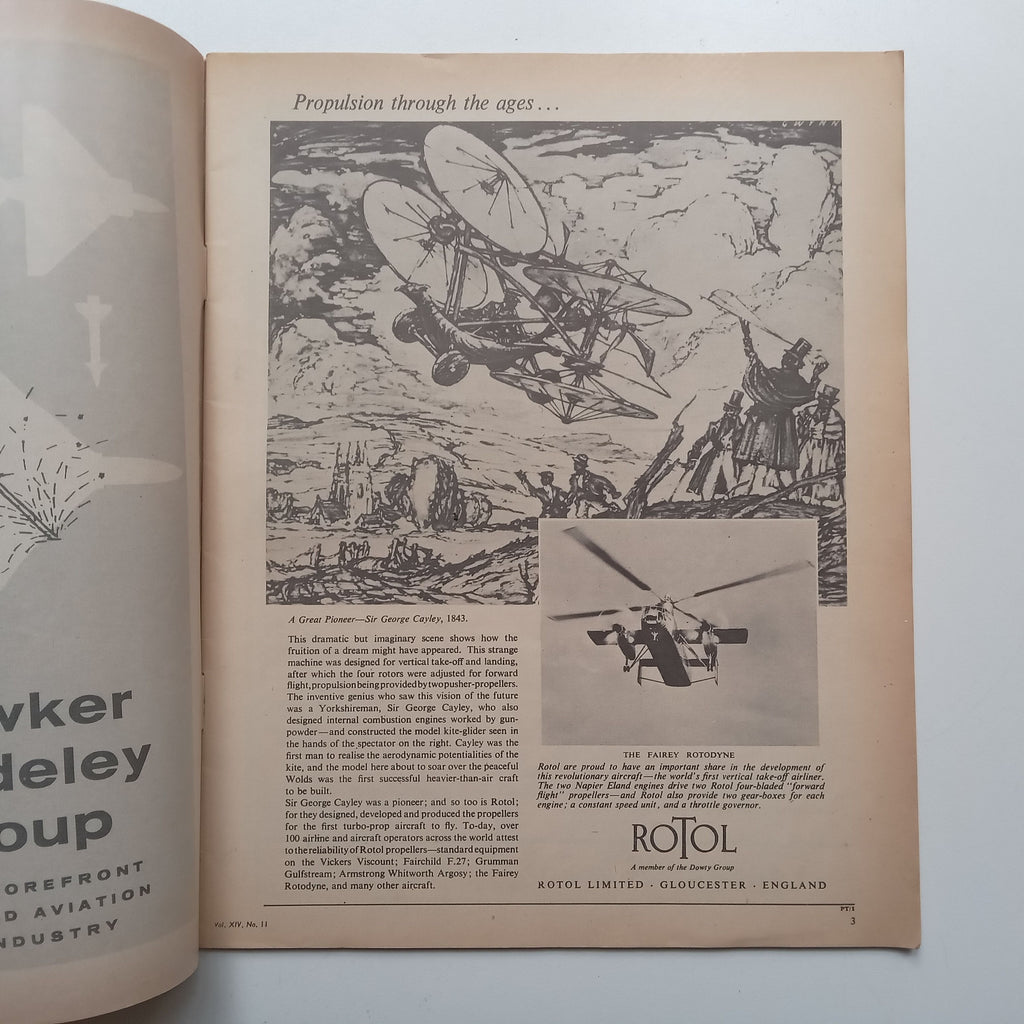 vker
deley
oup
OREFRONT
D AVIATION
NDUSTRY
Propulsion through the ages...
GWYNN
A Great Pioneer—Sir George Cayley, 1843.
This dramatic but imaginary scene shows how the
fruition of a dream might have appeared. This strange
machine was designed for vertical take-off and landing,
after which the four rotors were adjusted for forward
flight, propulsion being provided by two pusher-propellers.
The inventive genius who saw this vision of the future
was a Yorkshireman, Sir George Cayley, who also
designed internal combustion engines worked by gun-
powder—and constructed the model kite-glider seen in
the hands of the spectator on the right. Cayley was the
first man to realise the aerodynamic potentialities of the
kite, and the model here about to soar over the peaceful
Wolds was the first successful heavier-than-air craft
to be built.
Sir George Cayley was a pioneer; and so too is Rotol;
for they designed, developed and produced the propellers
for the first turbo-prop aircraft to fly. To-day, over
100 airline and aircraft operators across the world attest
to the reliability of Rotol propellers—standard equipment
on the Vickers Viscount; Fairchild F.27; Grumman
Gulfstream; Armstrong Whitworth Argosy; the Fairey
Rotodyne, and many other aircraft.
THE FAIREY ROTODYNE
Rotol are proud to have an important share in the development of
this revolutionary aircraft—the world's first vertical take-off airliner.
The two Napier Eland engines drive two Rotol four-bladed "forward
flight" propellers—and Rotol also provide two gear-boxes for each
engine; a constant speed unit, and a throttle governor.
ROTOL
A member of the Dowty Group
ROTOL LIMITED · GLOUCESTER · ENGLAND
PT/1
Vol. XIV, No. 11
3